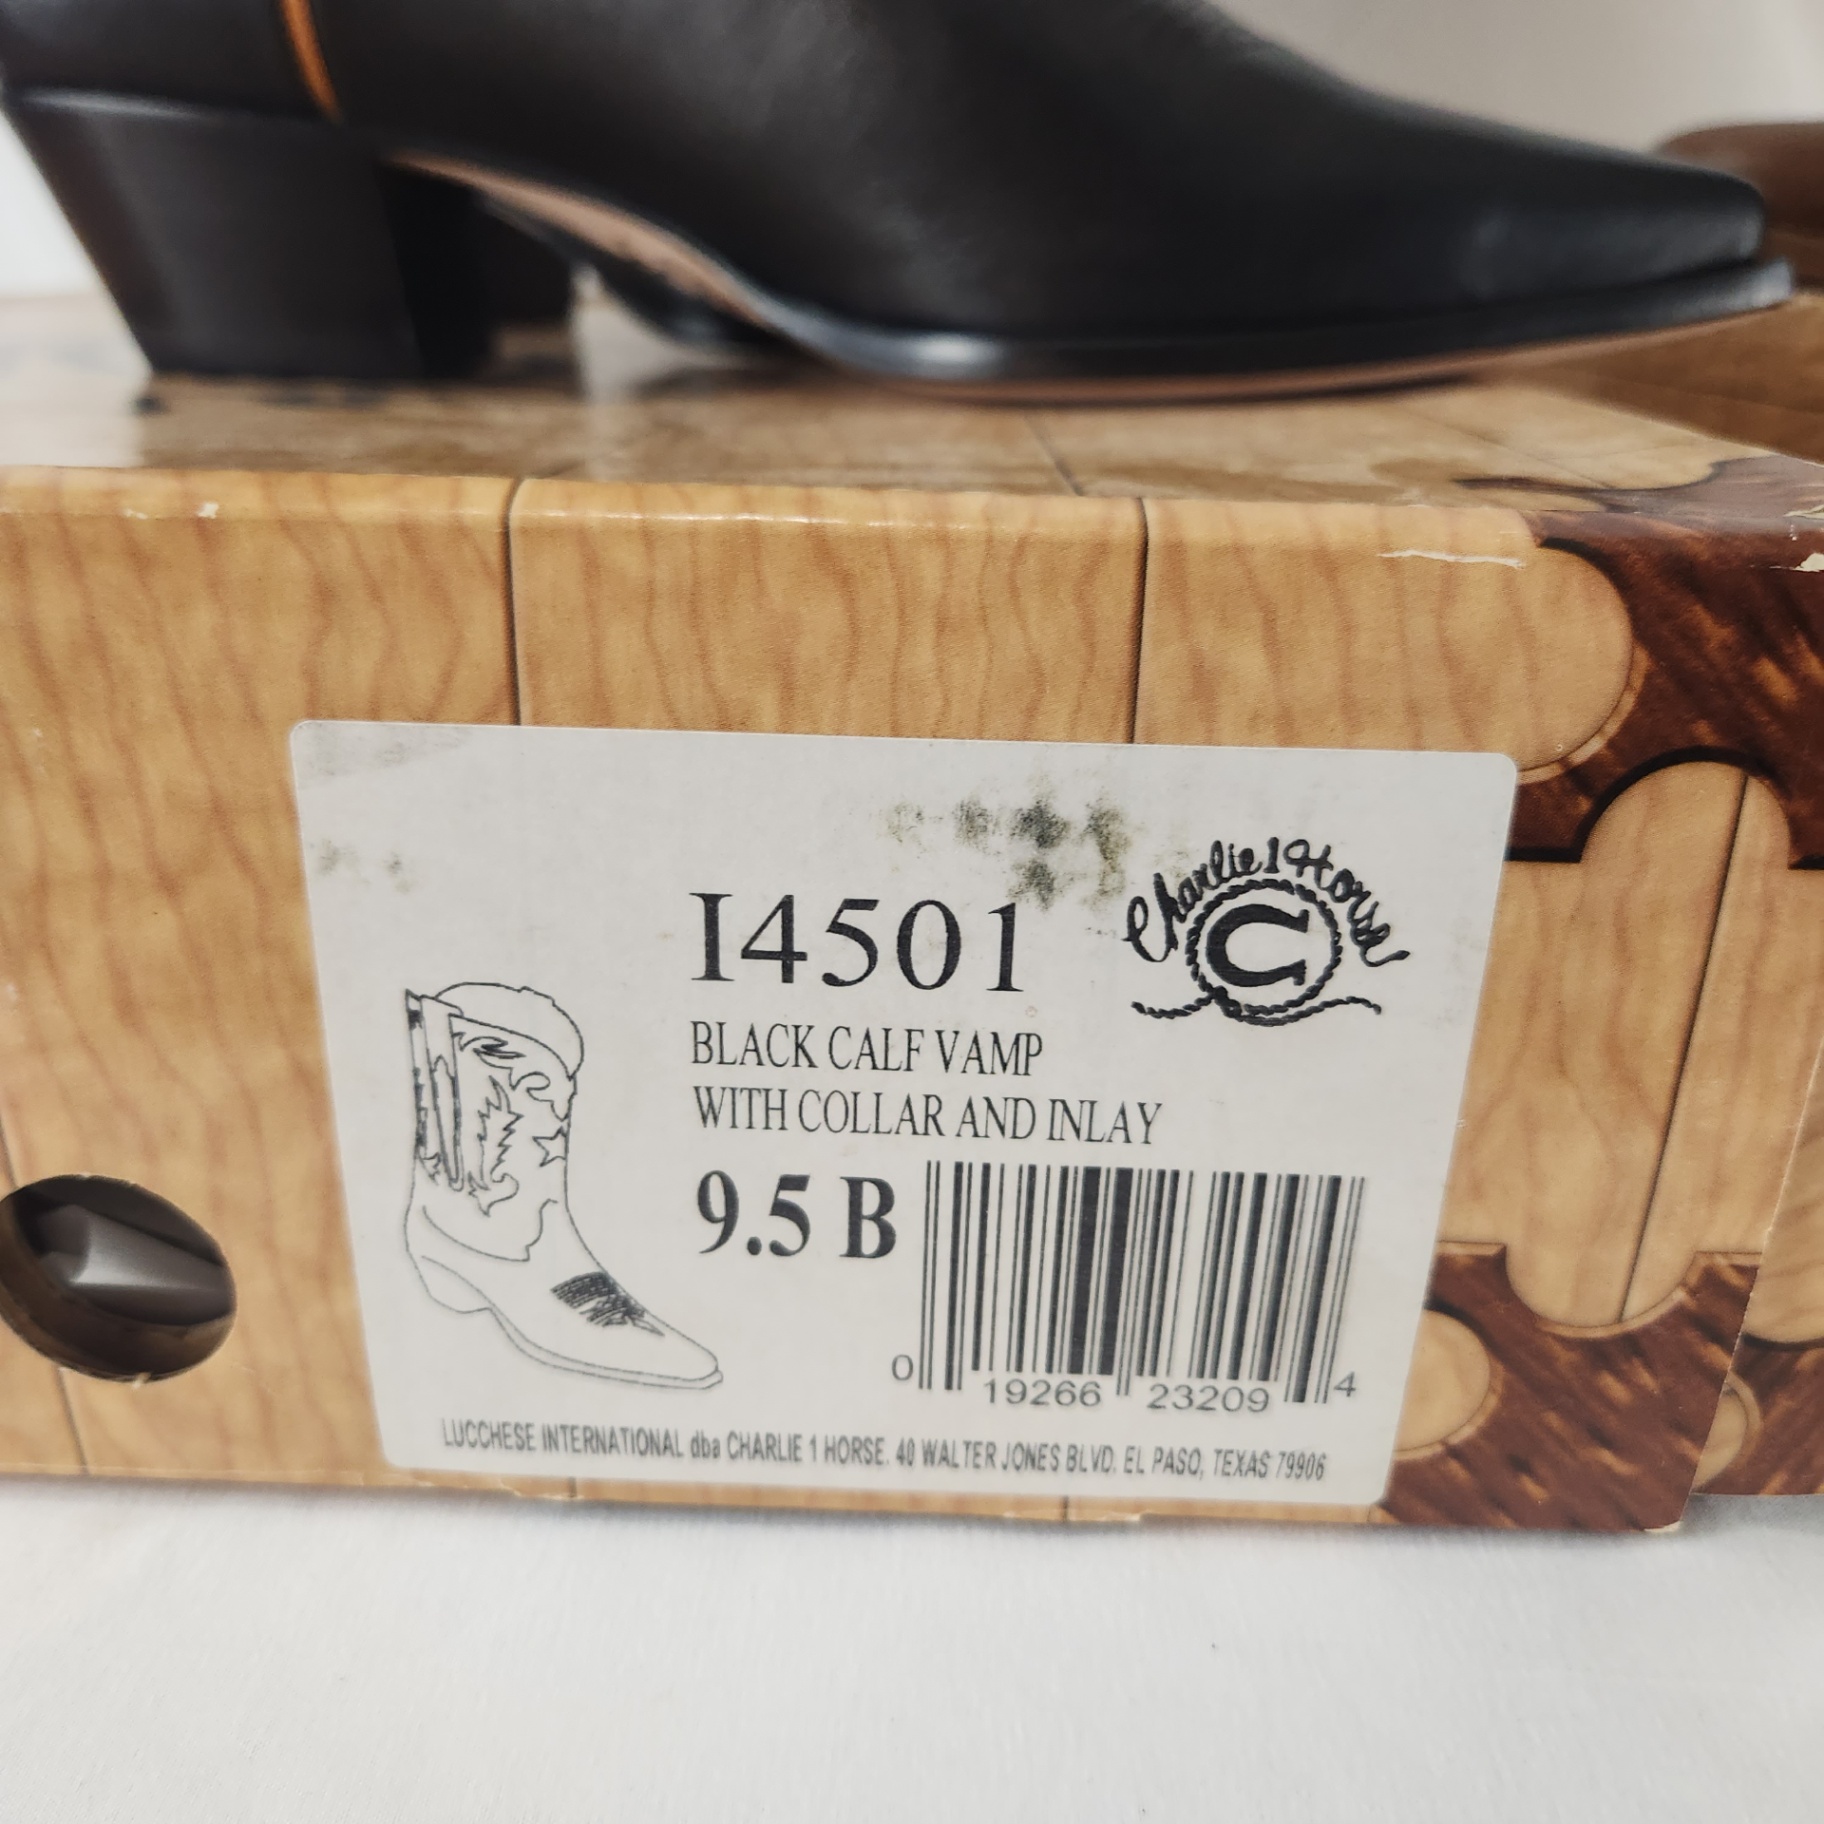 I4501
Charlie 1 Horse
C
BLACK CALF VAMP
WITH COLLAR AND INLAY
9.5 B
0 19266 23209 4
LUCCHESE INTERNATIONAL dba CHARLIE 1 HORSE. 40 WALTER JONES BLVD. EL PASO, TEXAS 79906